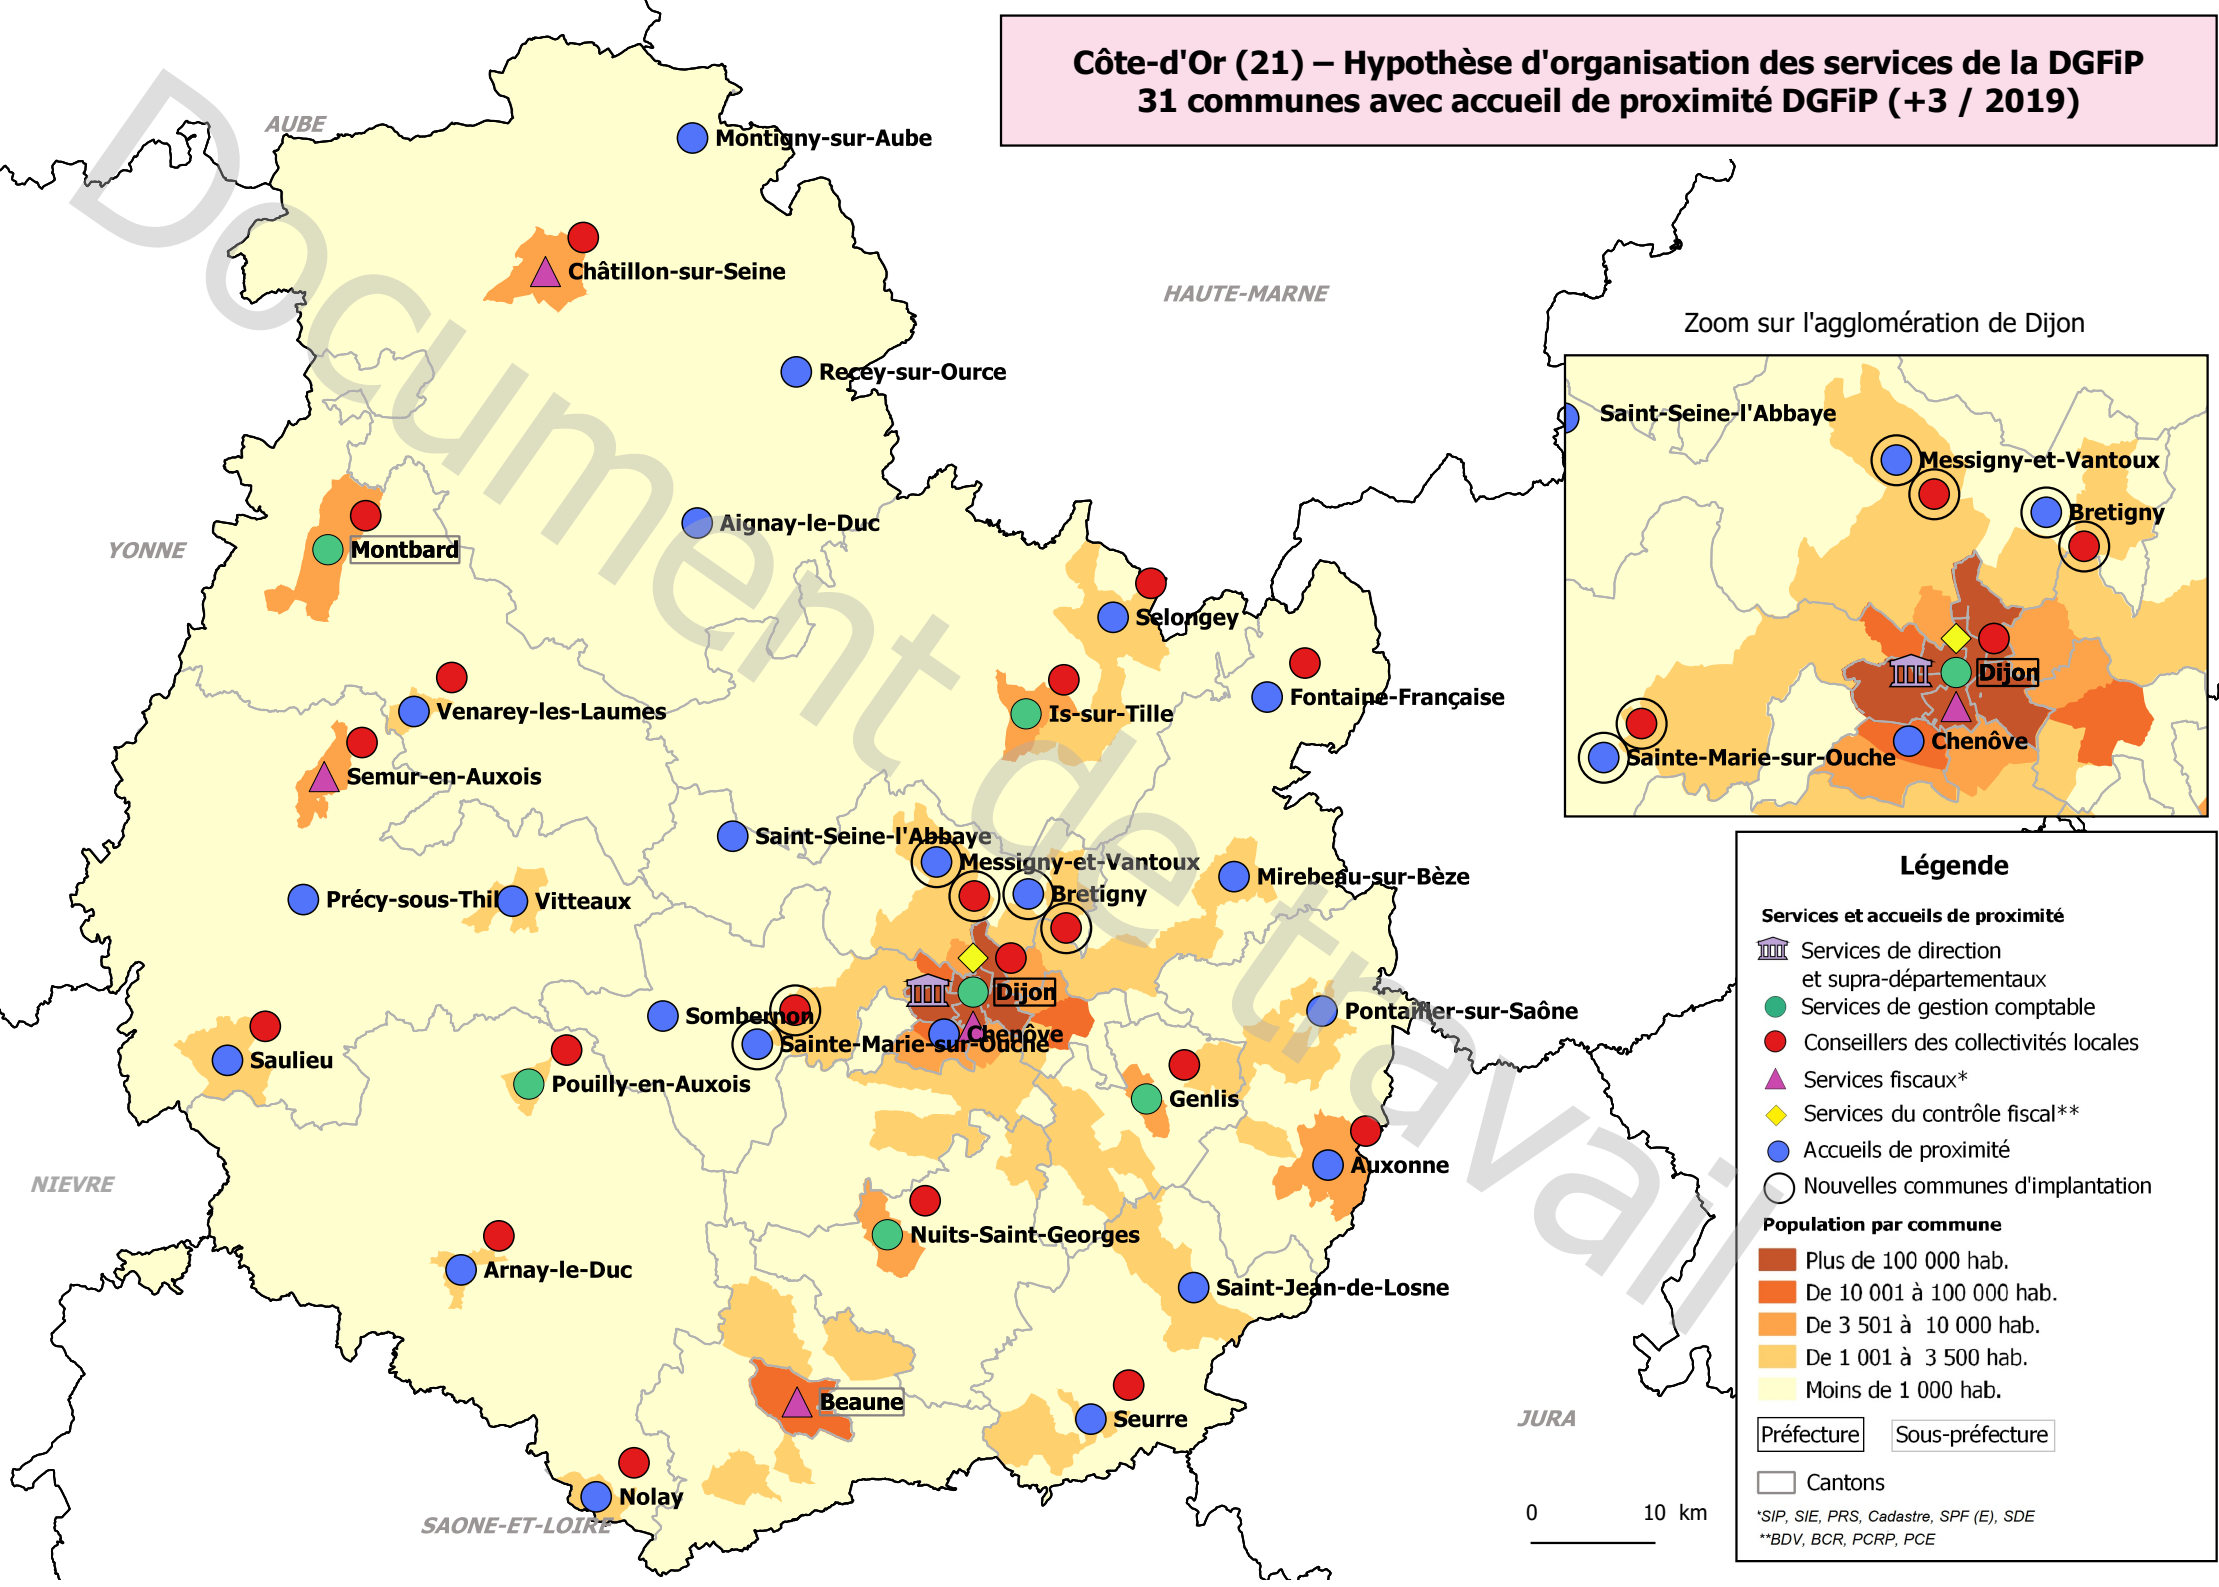 Côte-d'Or (21) – Hypothèse d'organisation des services de la DGFiP
31 communes avec accueil de proximité DGFiP (+3 / 2019)
Document de travail
AUBE
Montigny-sur-Aube
Châtillon-sur-Seine
HAUTE-MARNE
Recey-sur-Ource
Aignay-le-Duc
YONNE
Montbard
Selongey
Venarey-les-Laumes
Is-sur-Tille
Fontaine-Française
Semur-en-Auxois
Saint-Seine-l'Abbaye
Messigny-et-Vantoux
Mirebeau-sur-Bèze
Bretigny
Précy-sous-Thil
Vitteaux
Dijon
Pontailler-sur-Saône
Sombernon
Chenôve
Sainte-Marie-sur-Ouche
Saulieu
Pouilly-en-Auxois
Genlis
Auxonne
NIEVRE
Nuits-Saint-Georges
Arnay-le-Duc
Saint-Jean-de-Losne
Beaune
Seurre
JURA
Nolay
SAONE-ET-LOIRE
0 10 km
Zoom sur l'agglomération de Dijon
Saint-Seine-l'Abbaye
Messigny-et-Vantoux
Bretigny
Dijon
Chenôve
Sainte-Marie-sur-Ouche
Légende
Services et accueils de proximité
Services de direction
et supra-départementaux
Services de gestion comptable
Conseillers des collectivités locales
Services fiscaux*
Services du contrôle fiscal**
Accueils de proximité
Nouvelles communes d'implantation
Population par commune
Plus de 100 000 hab.
De 10 001 à 100 000 hab.
De 3 501 à 10 000 hab.
De 1 001 à 3 500 hab.
Moins de 1 000 hab.
Préfecture
Sous-préfecture
Cantons
*SIP, SIE, PRS, Cadastre, SPF (E), SDE
**BDV, BCR, PCRP, PCE